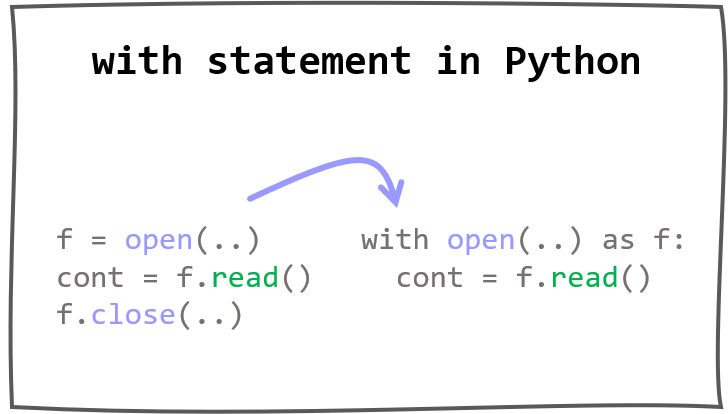 with statement in Python
f = open(..)
cont = f.read()
f.close(..)
with open(..) as f:
  cont = f.read()